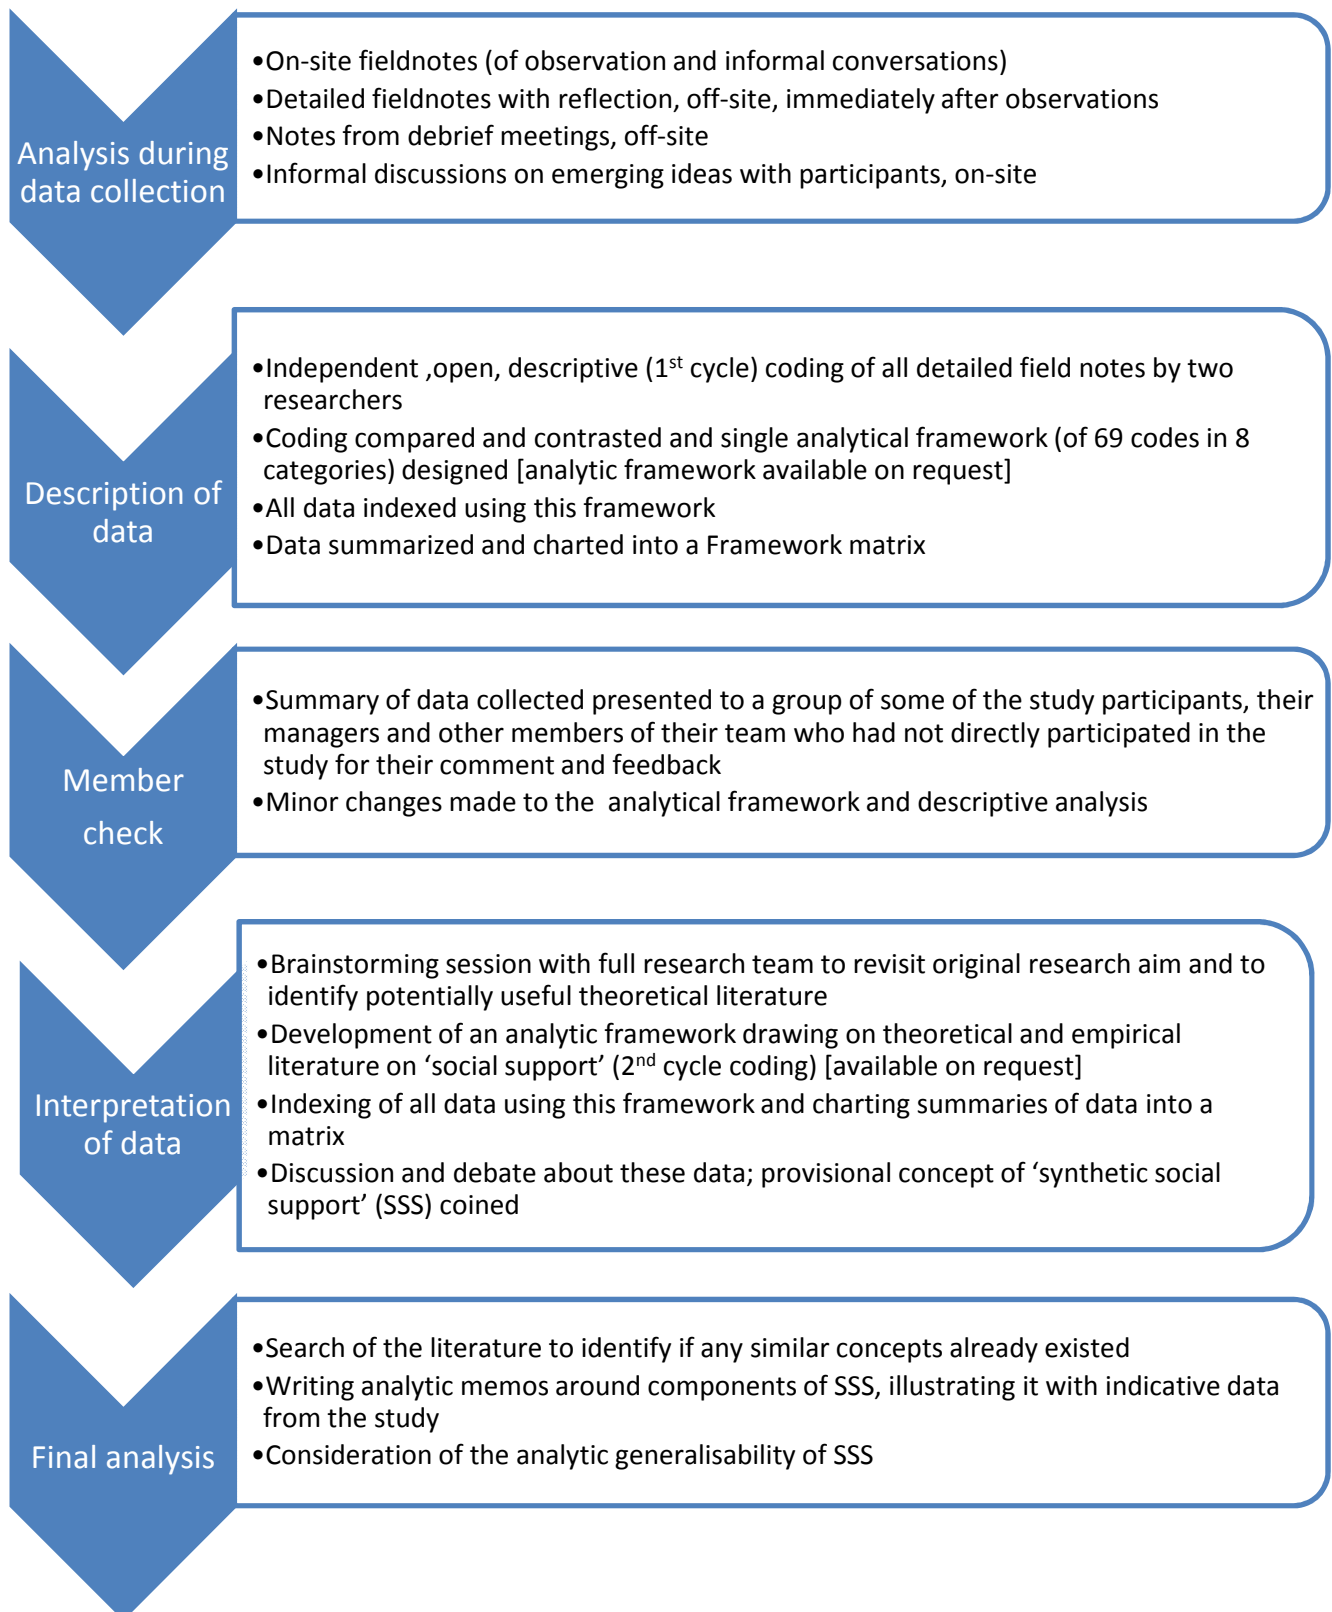 Analysis during
data collection
•On-site fieldnotes (of observation and informal conversations)
•Detailed fieldnotes with reflection, off-site, immediately after observations
•Notes from debrief meetings, off-site
•Informal discussions on emerging ideas with participants, on-site
Description of
data
•Independent ,open, descriptive (1st cycle) coding of all detailed field notes by two
researchers
•Coding compared and contrasted and single analytical framework (of 69 codes in 8
categories) designed [analytic framework available on request]
•All data indexed using this framework
•Data summarized and charted into a Framework matrix
Member
check
•Summary of data collected presented to a group of some of the study participants, their
managers and other members of their team who had not directly participated in the
study for their comment and feedback
•Minor changes made to the analytical framework and descriptive analysis
Interpretation
of data
•Brainstorming session with full research team to revisit original research aim and to
identify potentially useful theoretical literature
•Development of an analytic framework drawing on theoretical and empirical
literature on ‘social support’ (2nd cycle coding) [available on request]
•Indexing of all data using this framework and charting summaries of data into a
matrix
•Discussion and debate about these data; provisional concept of ‘synthetic social
support’ (SSS) coined
Final analysis
•Search of the literature to identify if any similar concepts already existed
•Writing analytic memos around components of SSS, illustrating it with indicative data
from the study
•Consideration of the analytic generalisability of SSS